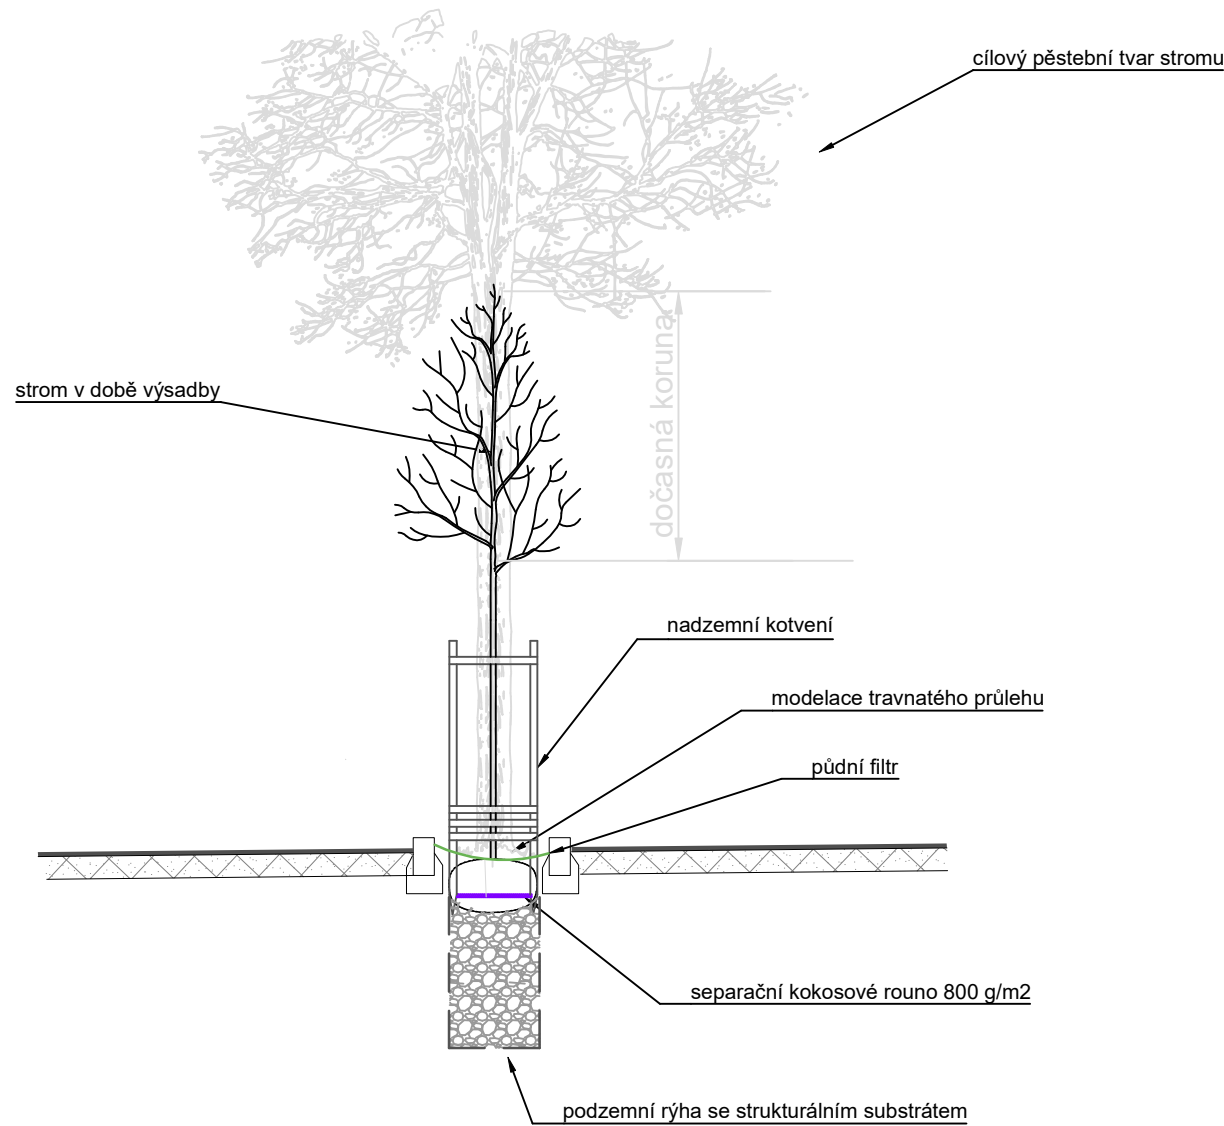 cílový pěstební tvar stromu
dočasná koruna
strom v době výsadby
nadzemní kotvení
modelace travnatého průlehu
půdní filtr
separační kokosové rouno 800 g/m2
podzemní rýha se strukturálním substrátem